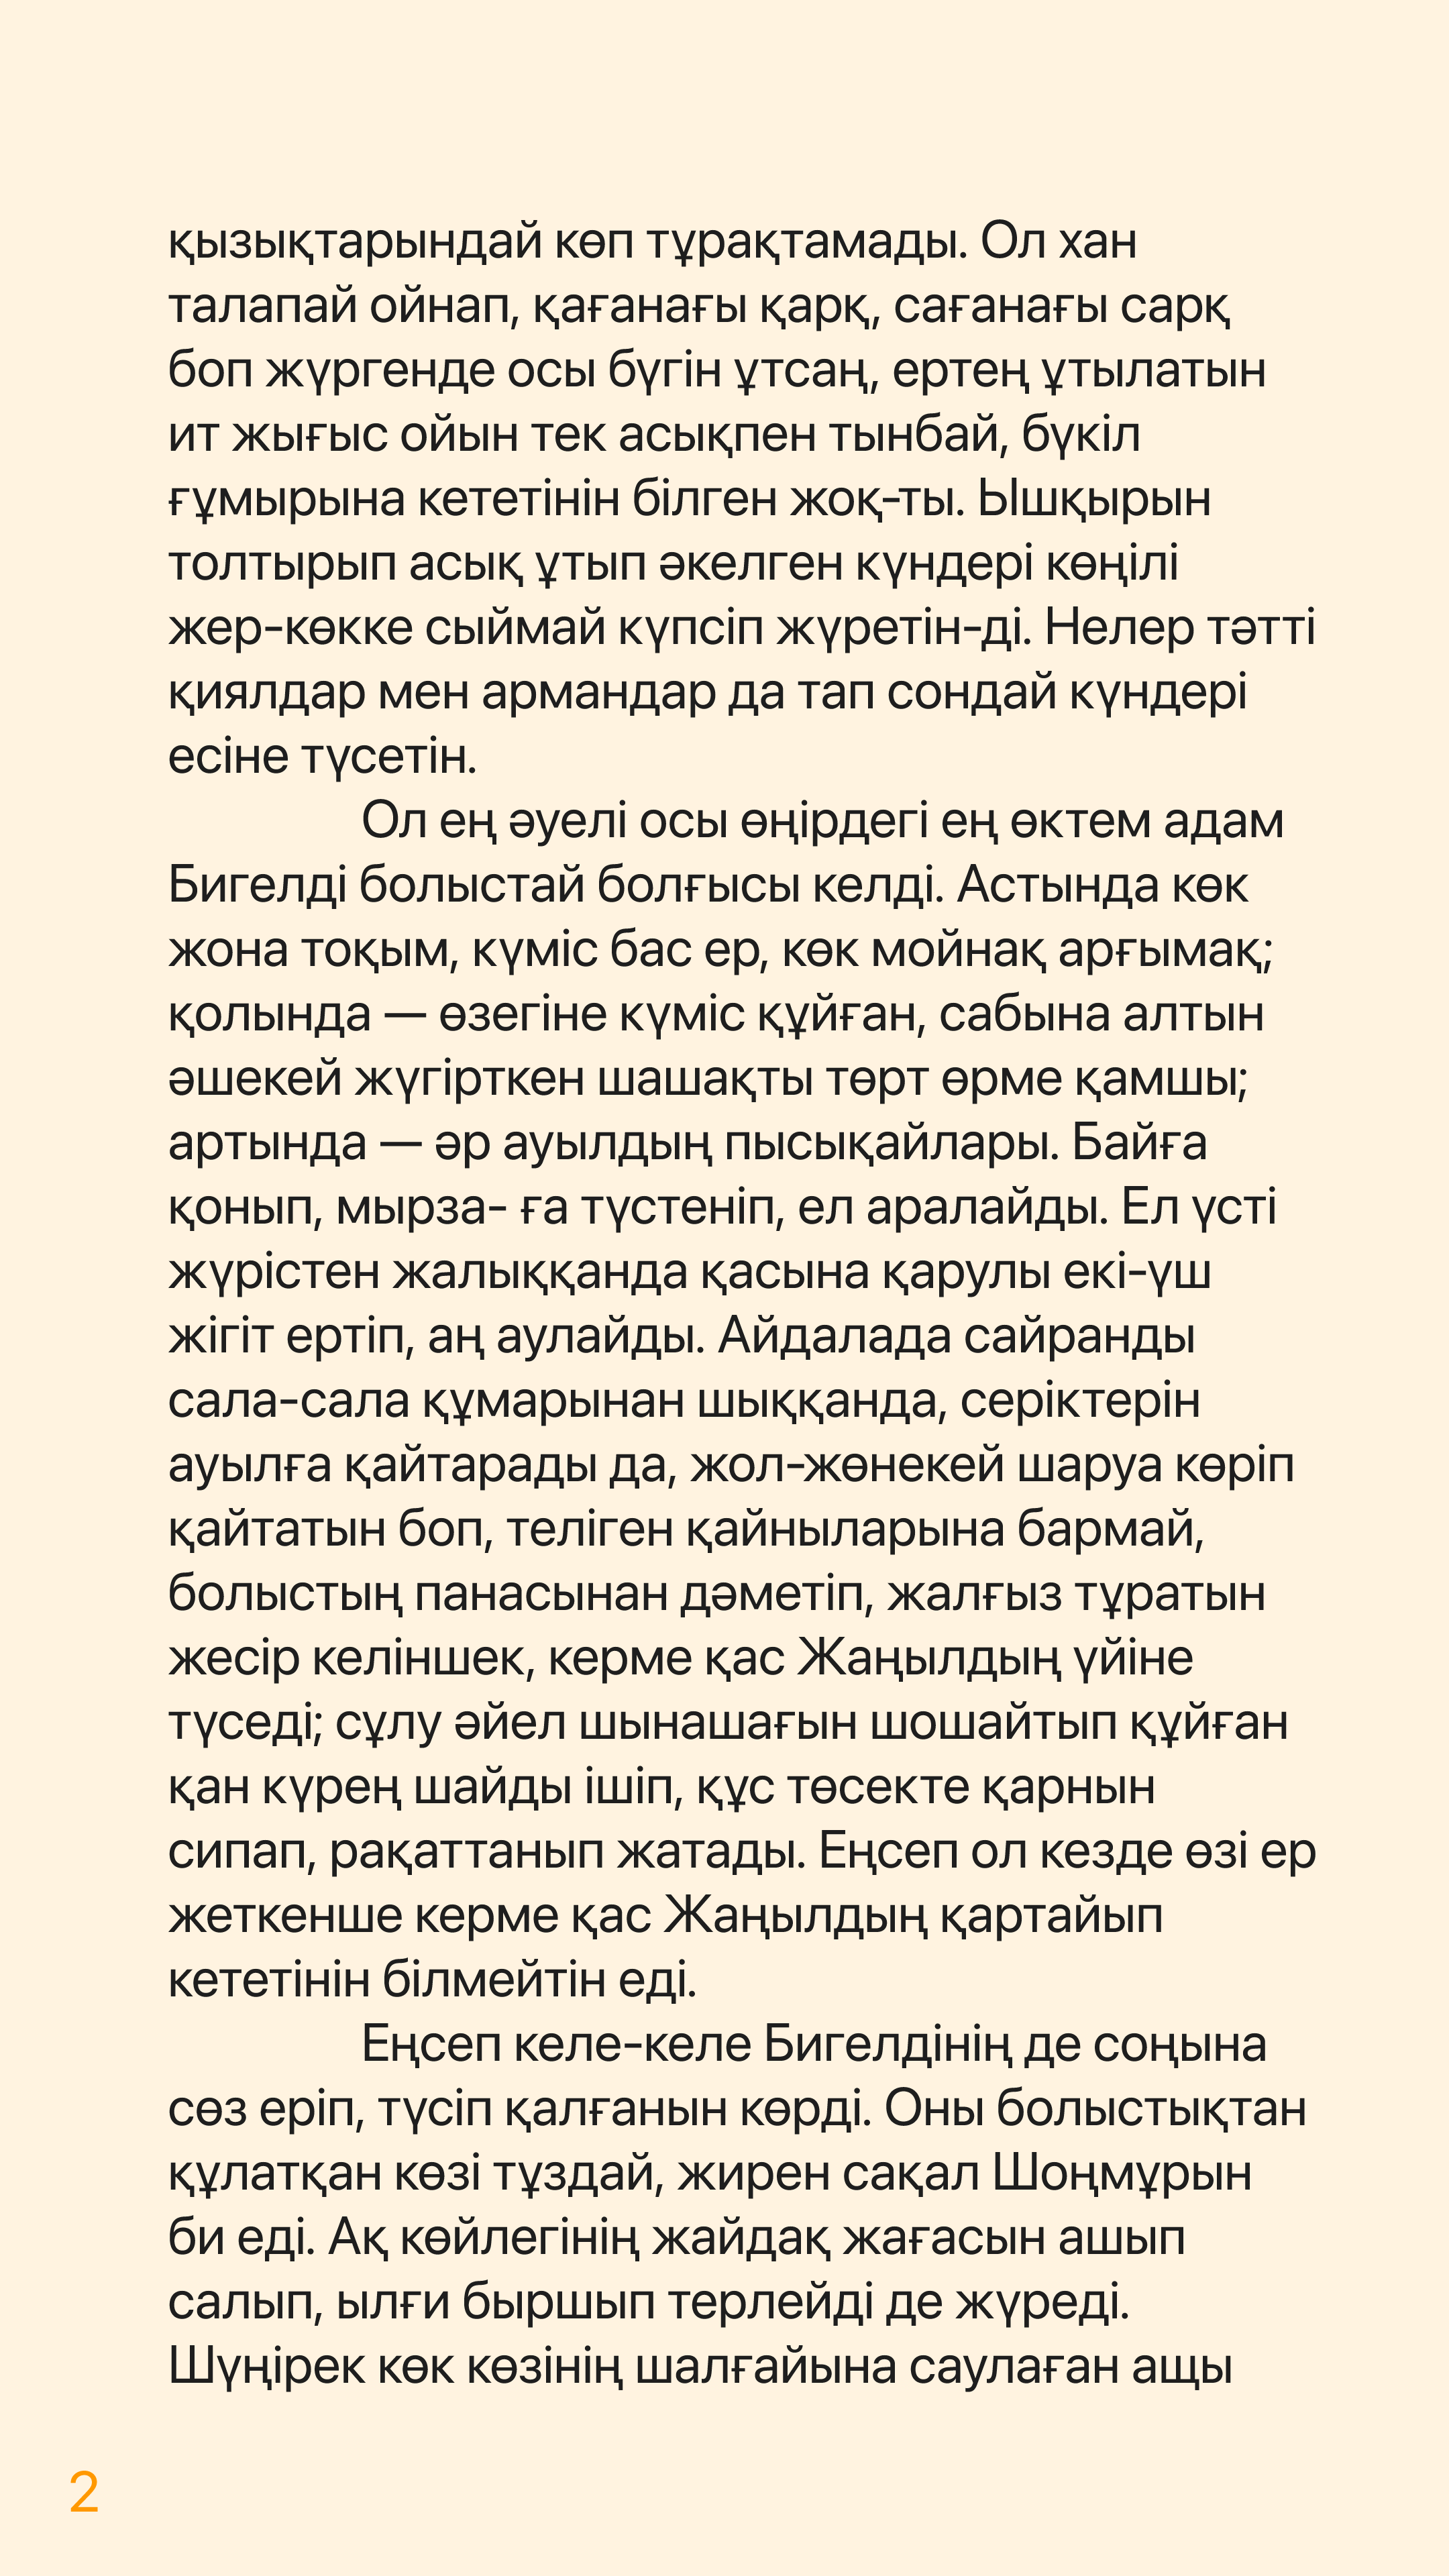 қызықтарындай көп тұрақтамады. Ол хан
талапай ойнап, қағанағы қарқ, сағанағы сарқ
боп жүргенде осы бүгін ұтсаң, ертең ұтылатын
ит жығыс ойын тек асықпен тынбай, бүкіл
ғұмырына кететінін білген жоқ-ты. Ышқырын
толтырып асық ұтып әкелген күндері көңілі
жер-көкке сыймай күпсіп жүретін-ді. Нелер тәтті
қиялдар мен армандар да тап сондай күндері
есіне түсетін.
Ол ең әуелі осы өңірдегі ең өктем адам
Бигелді болыстай болғысы келді. Астында көк
жона тоқым, күміс бас ер, көк мойнақ арғымақ;
қолында — өзегіне күміс құйған, сабына алтын
әшекей жүгірткен шашақты төрт өрме қамшы;
артында — әр ауылдың пысықайлары. Байға
қонып, мырза- ға түстеніп, ел аралайды. Ел үсті
жүрістен жалыққанда қасына қарулы екі-үш
жігіт ертіп, аң аулайды. Айдалада сайранды
сала-сала құмарынан шыққанда, серіктерін
ауылға қайтарады да, жол-жөнекей шаруа көріп
қайтатын боп, теліген қайныларына бармай,
болыстың панасынан дәметіп, жалғыз тұратын
жесір келіншек, керме қас Жаңылдың үйіне
түседі; сұлу әйел шынашағын шошайтып құйған
қан күрең шайды ішіп, құс төсекте қарнын
сипап, рақаттанып жатады. Еңсеп ол кезде өзі ер
жеткенше керме қас Жаңылдың қартайып
кететінін білмейтін еді.
Еңсеп келе-келе Бигелдінің де соңына
сөз еріп, түсіп қалғанын көрді. Оны болыстықтан
құлатқан көзі тұздай, жирен сақал Шоңмұрын
би еді. Ақ көйлегінің жайдақ жағасын ашып
салып, ылғи быршып терлейді де жүреді.
Шүңірек көк көзінің шалғайына саулаған ащы
2